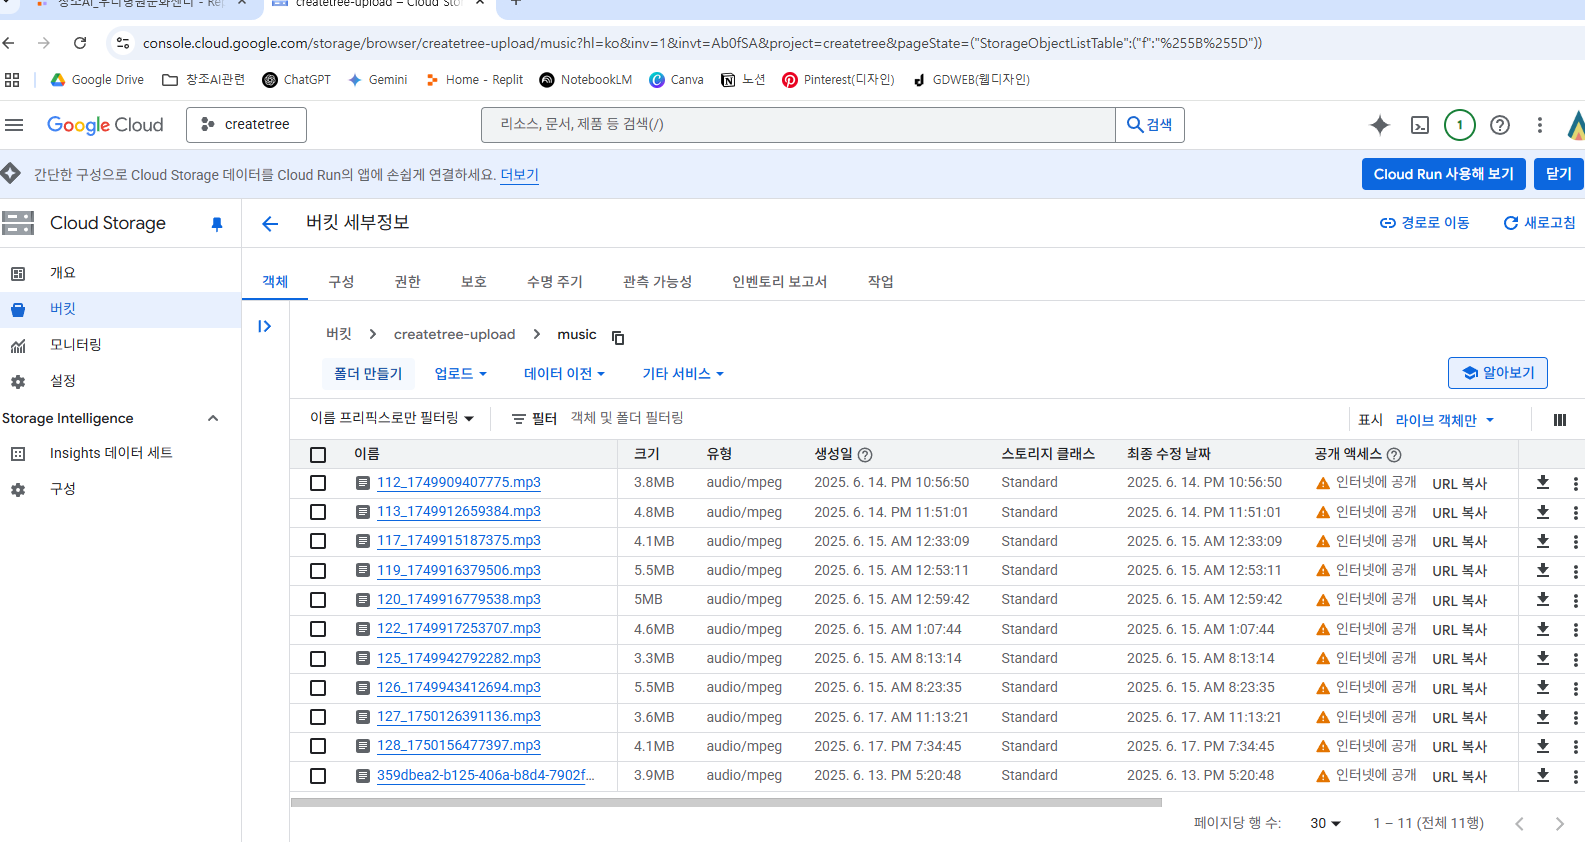 createtree-upload – Cloud Sto
console.cloud.google.com/storage/browser/createtree-upload/music?hl=ko&inv=1&invt=Ab0fSA&project=createtree&pageState=("StorageObjectListTable":("f":"%255B%255D"))
Google Drive 창조AI관련 ChatGPT Gemini Home - Replit NotebookLM Canva 노션 Pinterest(디자인) GDWEB(웹디자인)
Google Cloud createtree 리소스, 문서, 제품 등 검색(/) 검색 1
간단한 구성으로 Cloud Storage 데이터를 Cloud Run의 앱에 손쉽게 연결하세요. 더보기 Cloud Run 사용해 보기 닫기
Cloud Storage 버킷 세부정보 경로로 이동 새로고침
개요
버킷
모니터링
설정
Storage Intelligence
Insights 데이터 세트
구성
객체 구성 권한 보호 수명 주기 관측 가능성 인벤토리 보고서 작업
버킷 createtree-upload music
폴더 만들기 업로드 데이터 이전 기타 서비스 알아보기
이름 프리픽스로만 필터링 필터 객체 및 폴더 필터링 표시 라이브 객체만
이름 크기 유형 생성일 스토리지 클래스 최종 수정 날짜 공개 액세스
112_1749909407775.mp3 3.8MB audio/mpeg 2025. 6. 14. PM 10:56:50 Standard 2025. 6. 14. PM 10:56:50 인터넷에 공개 URL 복사
113_1749912659384.mp3 4.8MB audio/mpeg 2025. 6. 14. PM 11:51:01 Standard 2025. 6. 14. PM 11:51:01 인터넷에 공개 URL 복사
117_1749915187375.mp3 4.1MB audio/mpeg 2025. 6. 15. AM 12:33:09 Standard 2025. 6. 15. AM 12:33:09 인터넷에 공개 URL 복사
119_1749916379506.mp3 5.5MB audio/mpeg 2025. 6. 15. AM 12:53:11 Standard 2025. 6. 15. AM 12:53:11 인터넷에 공개 URL 복사
120_1749916779538.mp3 5MB audio/mpeg 2025. 6. 15. AM 12:59:42 Standard 2025. 6. 15. AM 12:59:42 인터넷에 공개 URL 복사
122_1749917253707.mp3 4.6MB audio/mpeg 2025. 6. 15. AM 1:07:44 Standard 2025. 6. 15. AM 1:07:44 인터넷에 공개 URL 복사
125_1749942792282.mp3 3.3MB audio/mpeg 2025. 6. 15. AM 8:13:14 Standard 2025. 6. 15. AM 8:13:14 인터넷에 공개 URL 복사
126_1749943412694.mp3 5.5MB audio/mpeg 2025. 6. 15. AM 8:23:35 Standard 2025. 6. 15. AM 8:23:35 인터넷에 공개 URL 복사
127_1750126391136.mp3 3.6MB audio/mpeg 2025. 6. 17. AM 11:13:21 Standard 2025. 6. 17. AM 11:13:21 인터넷에 공개 URL 복사
128_1750156477397.mp3 4.1MB audio/mpeg 2025. 6. 17. PM 7:34:45 Standard 2025. 6. 17. PM 7:34:45 인터넷에 공개 URL 복사
359dbea2-b125-406a-b8d4-7902f... 3.9MB audio/mpeg 2025. 6. 13. PM 5:20:48 Standard 2025. 6. 13. PM 5:20:48 인터넷에 공개 URL 복사
페이지당 행 수: 30 1 – 11 (전체 11행)